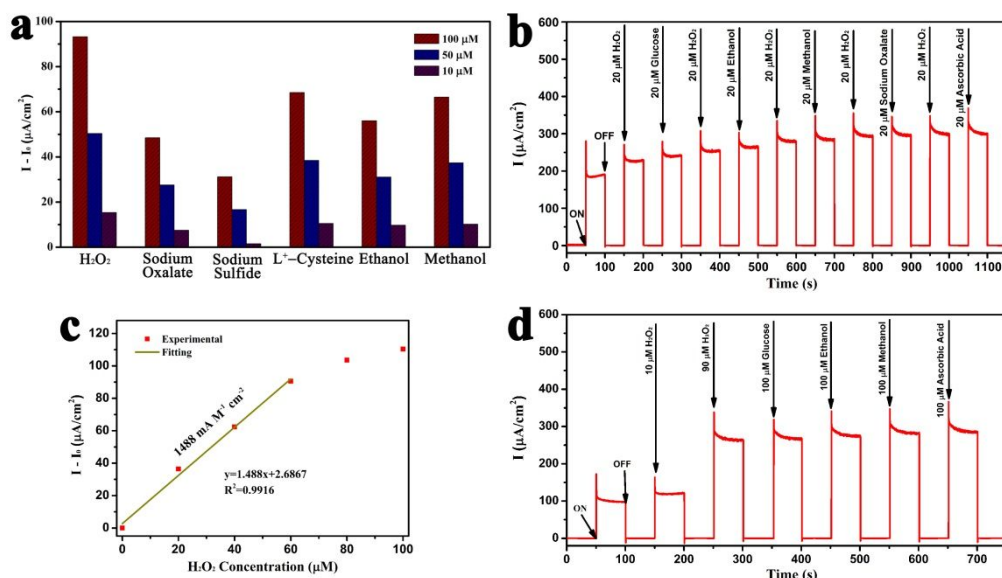 a
I - I₀ (μA/cm²)
100
80
60
40
20
0
100 μM
50 μM
10 μM
H₂O₂
Sodium
Oxalate
Sodium
Sulfide
L⁺-Cysteine
Ethanol
Methanol
b
I (μA/cm²)
600
500
400
300
200
100
0
ON
OFF
20 μM H₂O₂
20 μM Glucose
20 μM H₂O₂
20 μM Ethanol
20 μM H₂O₂
20 μM Methanol
20 μM H₂O₂
20 μM Sodium Oxalate
20 μM H₂O₂
20 μM Ascorbic Acid
0 100 200 300 400 500 600 700 800 900 1000 1100
Time (s)
c
I - I₀ (μA/cm²)
120
100
80
60
40
20
0
Experimental
Fitting
1488 mA M⁻¹ cm⁻²
y=1.488x+2.6867
R²=0.9916
0 20 40 60 80 100
H₂O₂ Concentration (μM)
d
I (μA/cm²)
600
500
400
300
200
100
0
ON
OFF
10 μM H₂O₂
90 μM H₂O₂
100 μM Glucose
100 μM Ethanol
100 μM Methanol
100 μM Ascorbic Acid
0 100 200 300 400 500 600 700
Time (s)